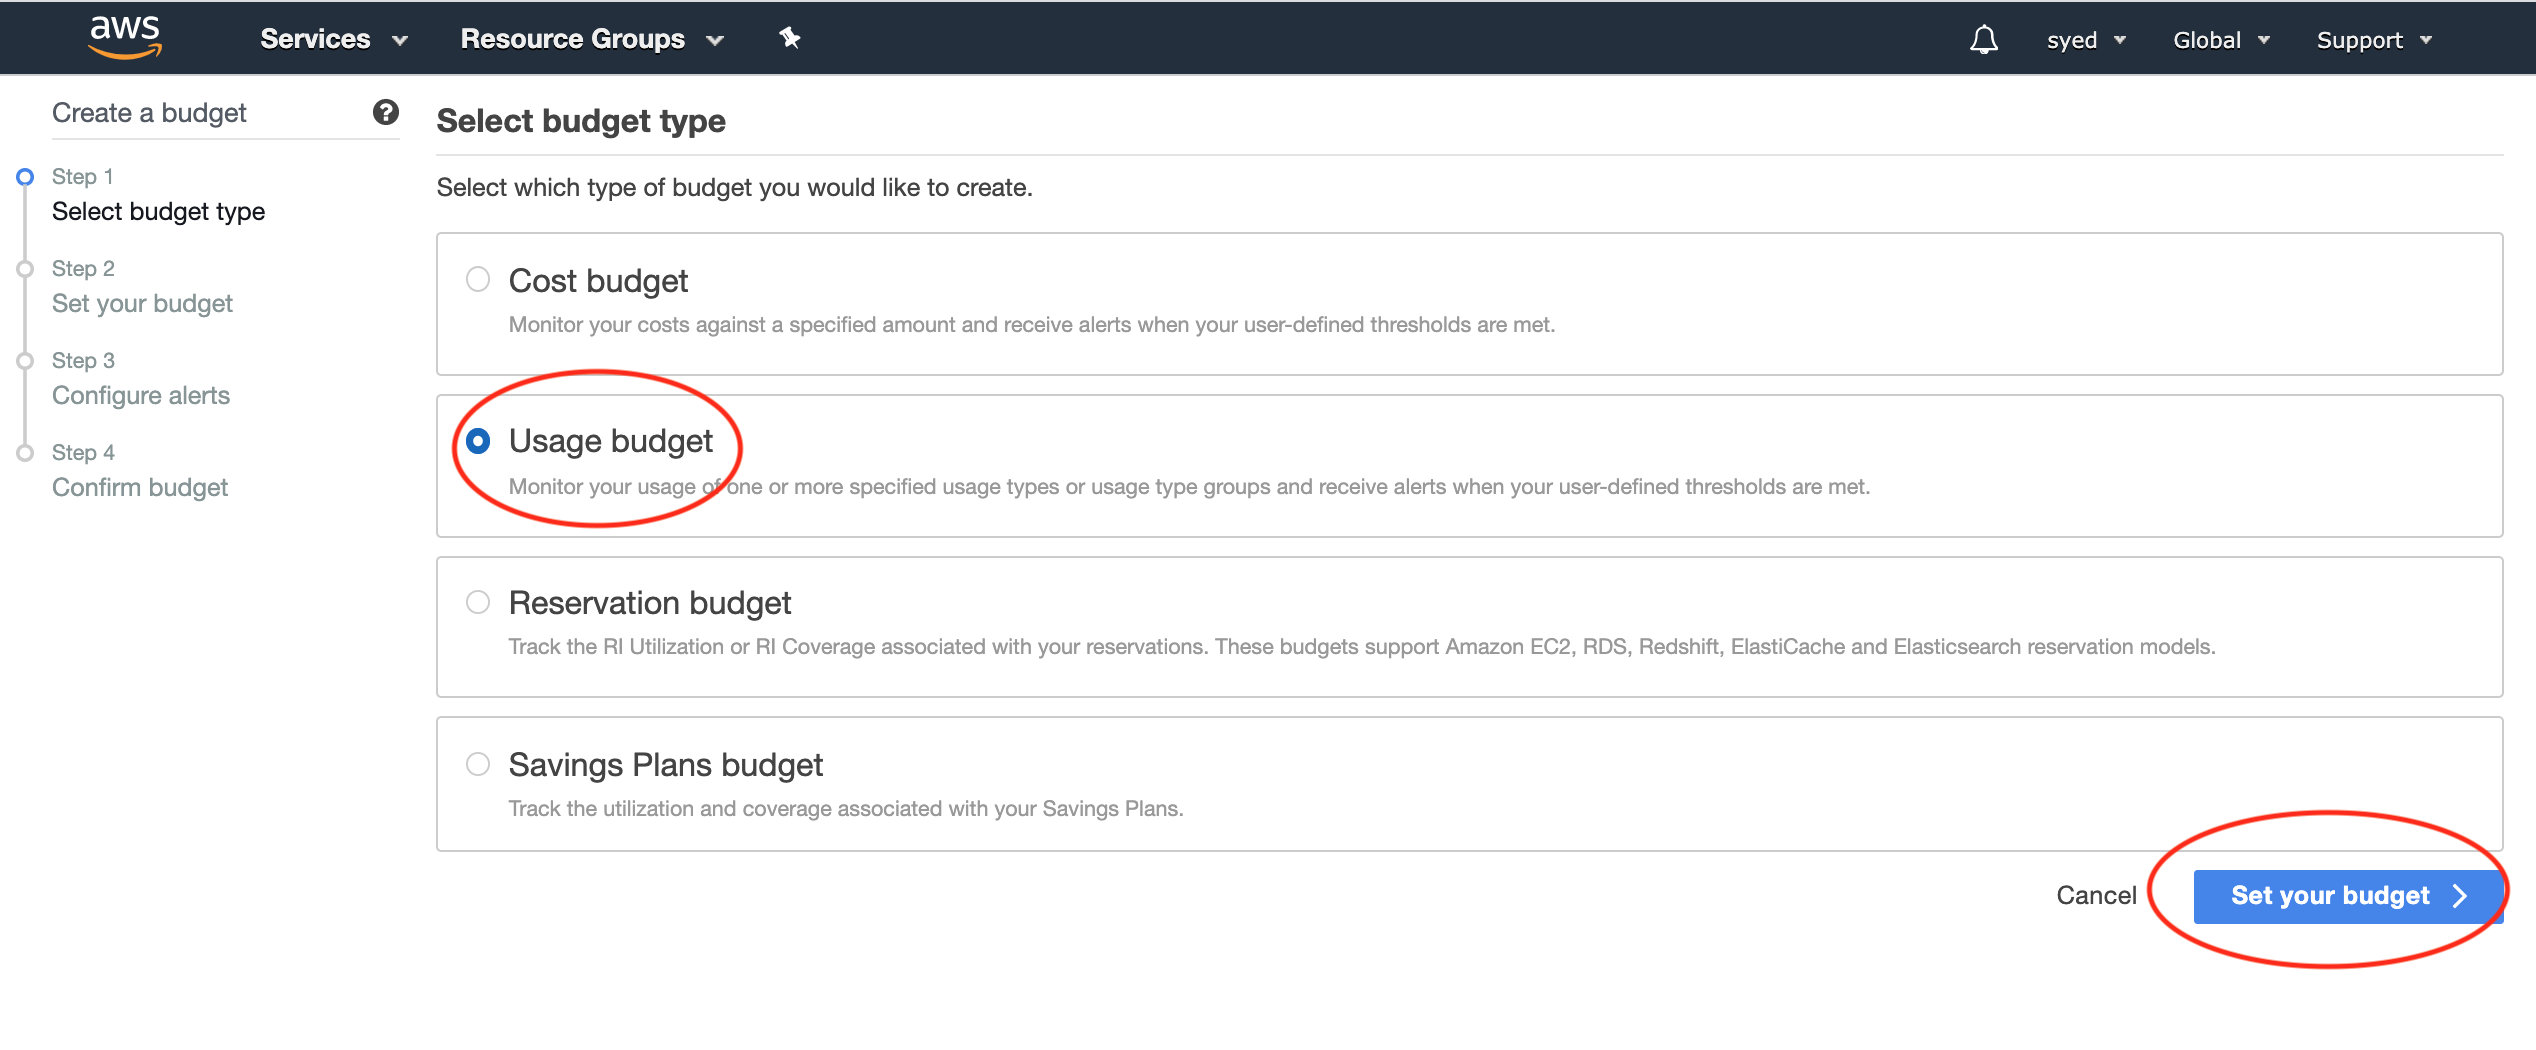 aws
Services
Resource Groups
syed
Global
Support
Create a budget
?
Step 1
Select budget type
Step 2
Set your budget
Step 3
Configure alerts
Step 4
Confirm budget
Select budget type
Select which type of budget you would like to create.
Cost budget
Monitor your costs against a specified amount and receive alerts when your user-defined thresholds are met.
Usage budget
Monitor your usage of one or more specified usage types or usage type groups and receive alerts when your user-defined thresholds are met.
Reservation budget
Track the RI Utilization or RI Coverage associated with your reservations. These budgets support Amazon EC2, RDS, Redshift, ElastiCache and Elasticsearch reservation models.
Savings Plans budget
Track the utilization and coverage associated with your Savings Plans.
Cancel
Set your budget